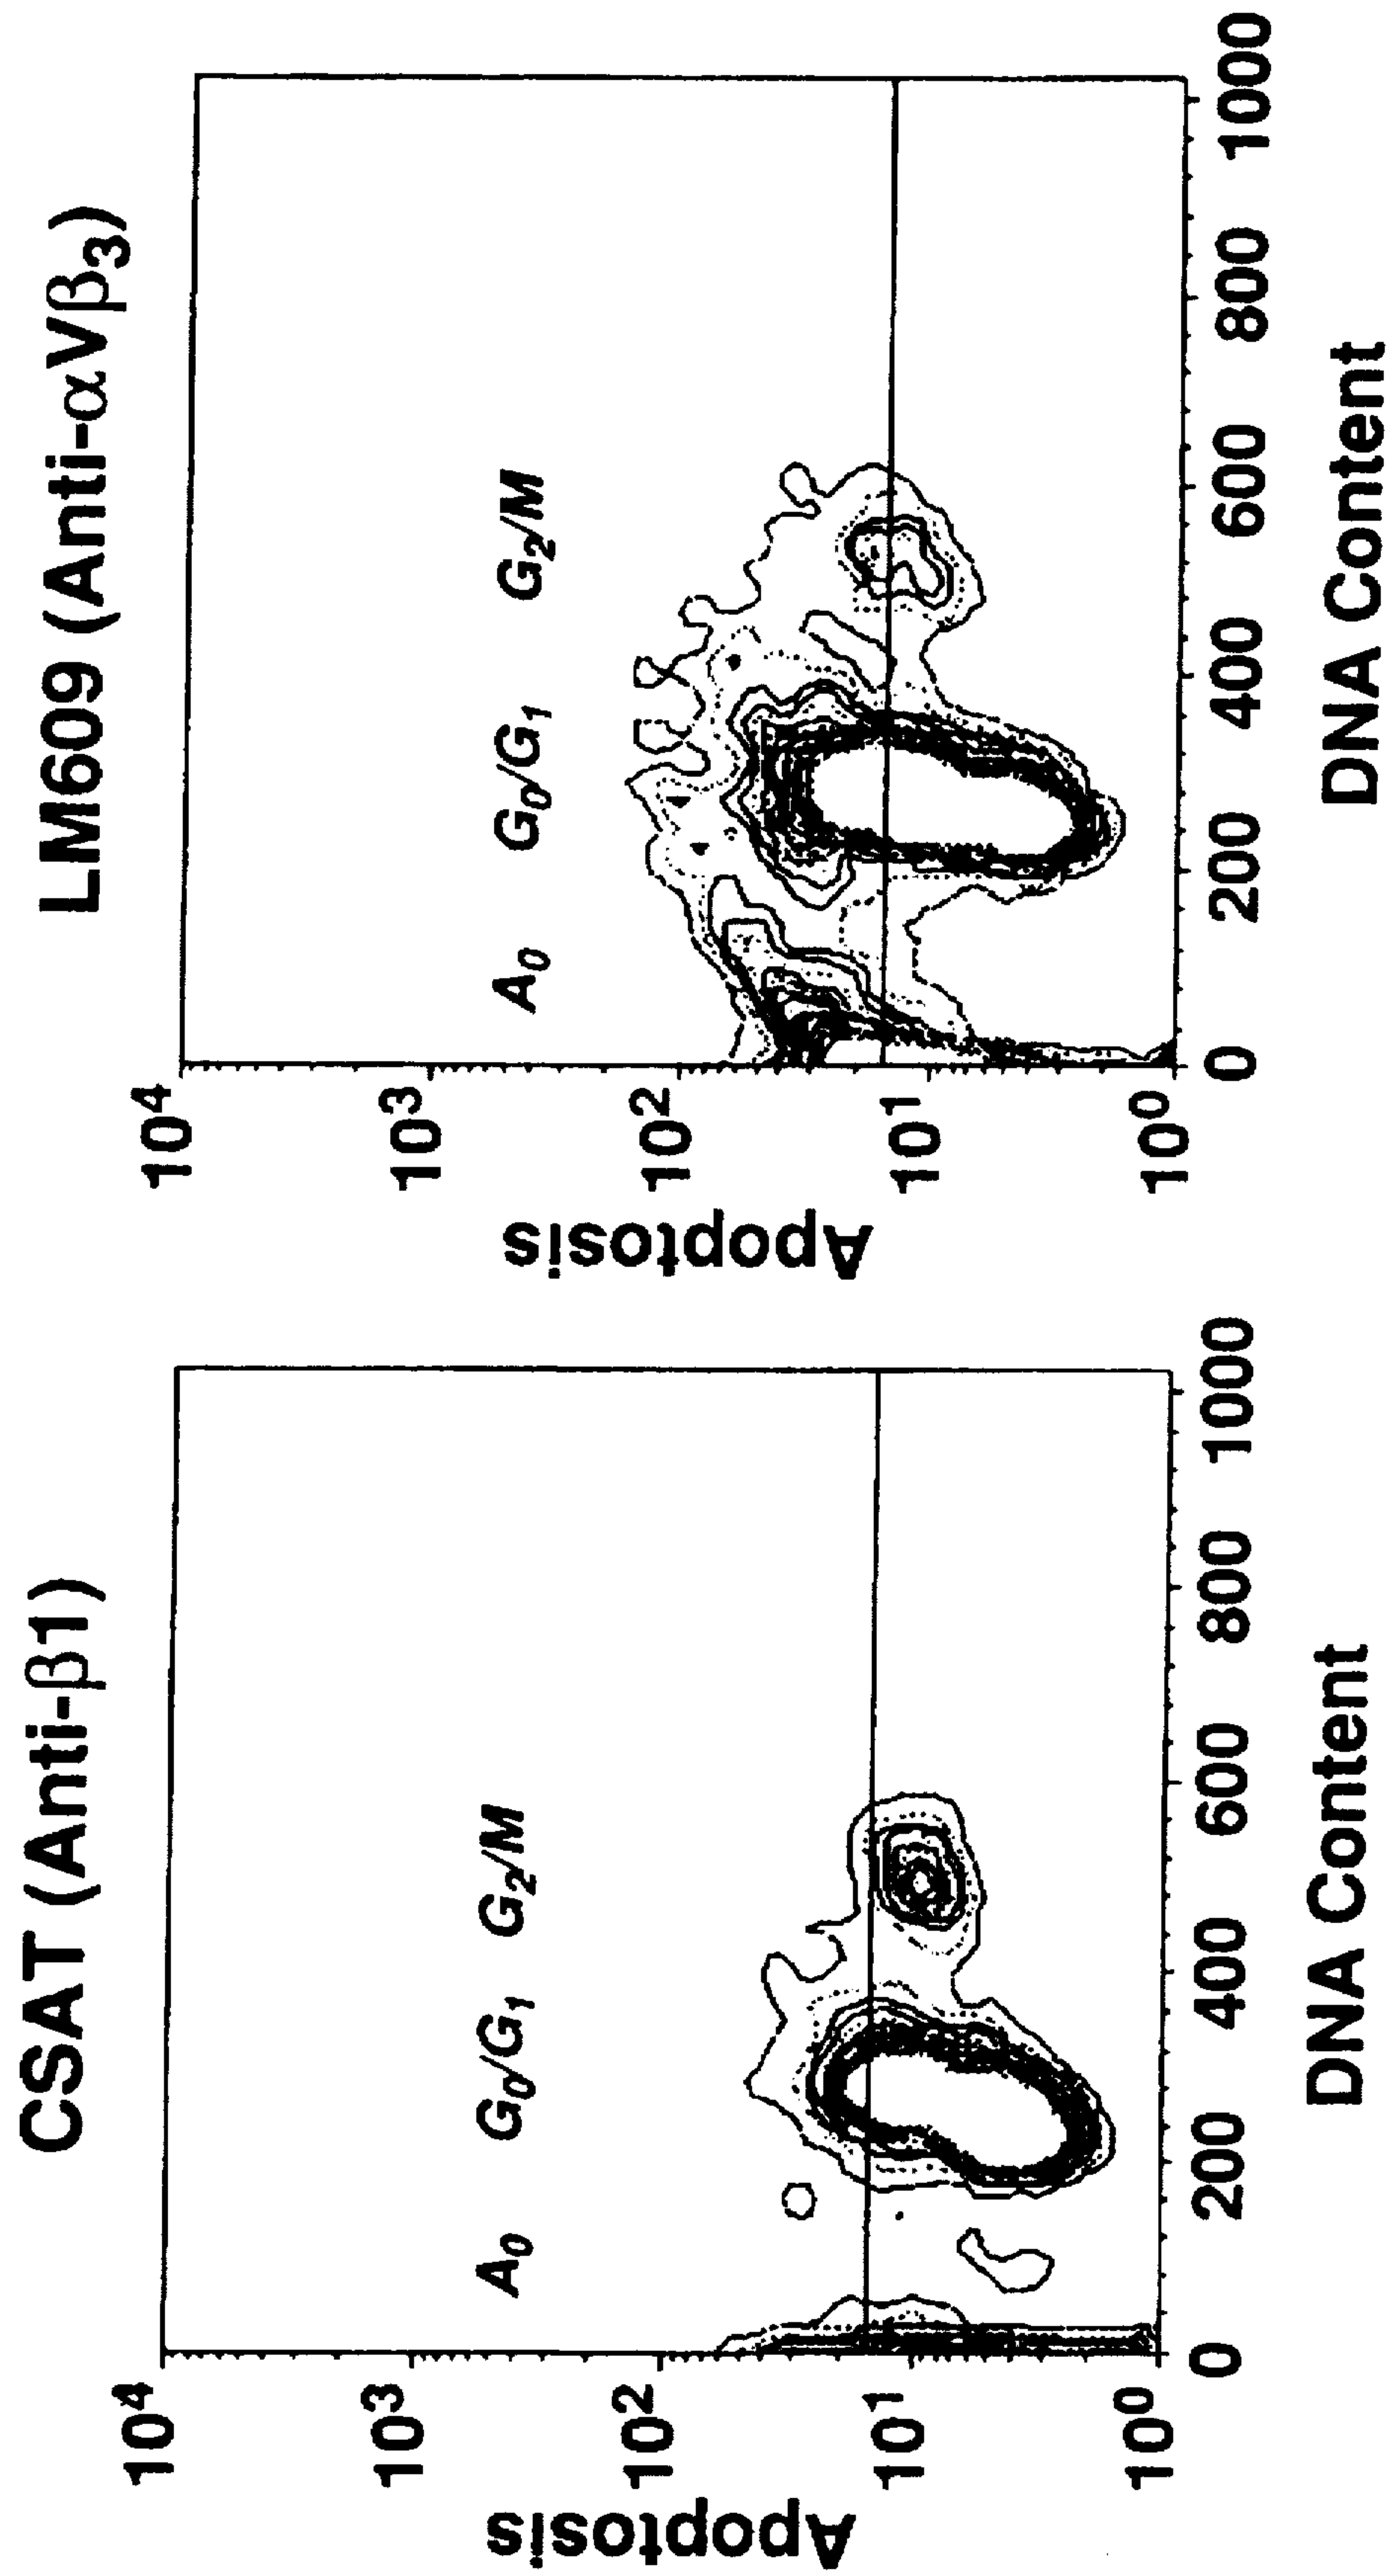 CSAT (Anti-β1)
Apoptosis
10⁴
10³
10²
10¹
10⁰
A₀ G₀/G₁ G₂/M
0 200 400 600 800 1000
DNA Content
LM609 (Anti-αVβ₃)
Apoptosis
10⁴
10³
10²
10¹
10⁰
A₀ G₀/G₁ G₂/M
0 200 400 600 800 1000
DNA Content